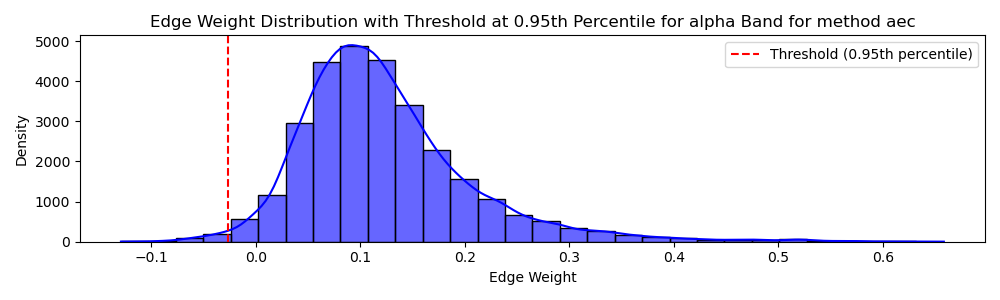 Edge Weight Distribution with Threshold at 0.95th Percentile for alpha Band for method aec
Threshold (0.95th percentile)
Density
5000
4000
3000
2000
1000
0
−0.1 0.0 0.1 0.2 0.3 0.4 0.5 0.6
Edge Weight